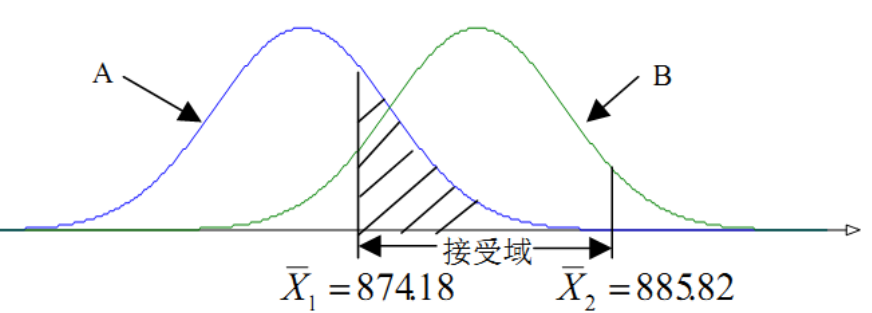 A
B
接受域
X̄₁ = 874.18
X̄₂ = 885.82